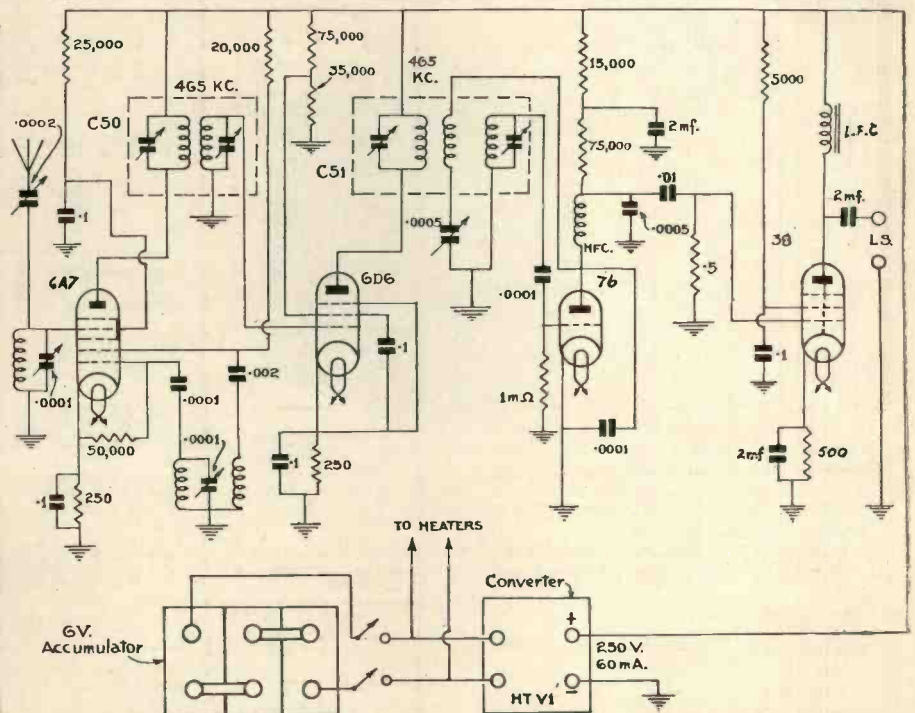 25,000
20,000
75,000
35,000
465
KC.
465 KC.
15,000
5000
.0002
C50
C51
2mf.
L.F.C
75,000
.01
2mf.
.1
.0005
HFC.
.0005
38
L.S.
6A7
6D6
76
.5
.0001
.1
.0001
.0001
.002
.1
1mΩ
50,000
.0001
.0001
.1
250
.1
250
2mf
500
TO HEATERS
Converter
6V.
Accumulator
+
250 V.
60 mA.
HT V1
–